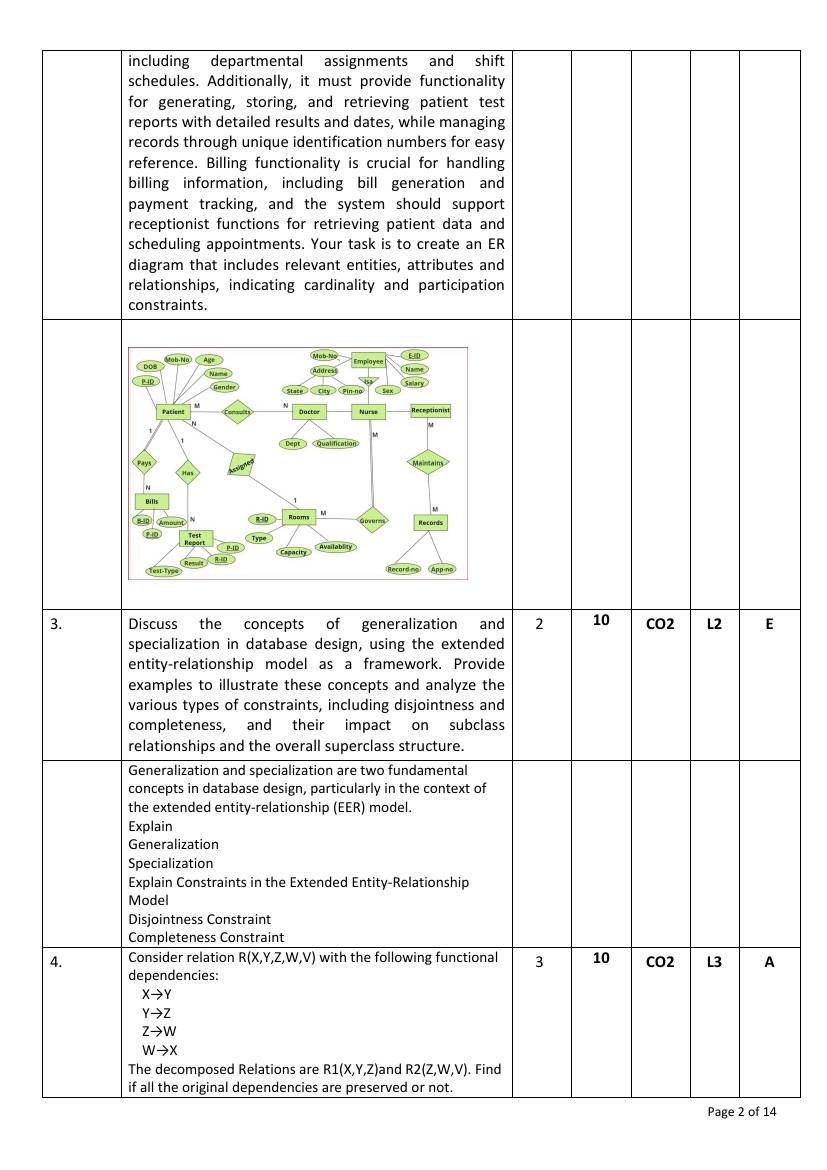 including departmental assignments and shift
schedules. Additionally, it must provide functionality
for generating, storing, and retrieving patient test
reports with detailed results and dates, while managing
records through unique identification numbers for easy
reference. Billing functionality is crucial for handling
billing information, including bill generation and
payment tracking, and the system should support
receptionist functions for retrieving patient data and
scheduling appointments. Your task is to create an ER
diagram that includes relevant entities, attributes and
relationships, indicating cardinality and participation
constraints.
Mob-No Age Mob-No Employee E-ID
DOB Name Address Name
P-ID Gender State City Pin-no Isa Sex Salary
Patient M Consults N Doctor Nurse Receptionist
N
1 1 Dept Qualification M M
Pays Has Assigned Maintains
N 1 M
Bills R-ID Rooms M Governs Records
B-ID Amount N Type
P-ID Test Report P-ID Capacity Availablity
Test-Type Result R-ID Record-no App-no
3. Discuss the concepts of generalization and 2 10 CO2 L2 E
specialization in database design, using the extended
entity-relationship model as a framework. Provide
examples to illustrate these concepts and analyze the
various types of constraints, including disjointness and
completeness, and their impact on subclass
relationships and the overall superclass structure.
Generalization and specialization are two fundamental
concepts in database design, particularly in the context of
the extended entity-relationship (EER) model.
Explain
Generalization
Specialization
Explain Constraints in the Extended Entity-Relationship
Model
Disjointness Constraint
Completeness Constraint
4. Consider relation R(X,Y,Z,W,V) with the following functional 3 10 CO2 L3 A
dependencies:
X→Y
Y→Z
Z→W
W→X
The decomposed Relations are R1(X,Y,Z)and R2(Z,W,V). Find
if all the original dependencies are preserved or not.
Page 2 of 14